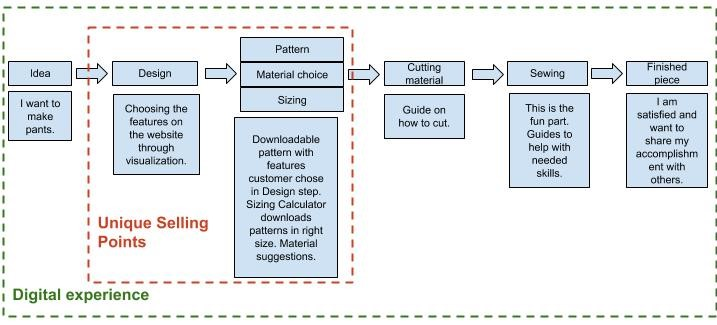 Idea
I want to
make
pants.
Design
Choosing the
features on
the website
through
visualization.
Pattern
Material choice
Sizing
Downloadable
pattern with
features
customer chose
in Design step.
Sizing Calculator
downloads
patterns in right
size. Material
suggestions.
Unique Selling
Points
Cutting
material
Guide on
how to cut.
Sewing
This is the
fun part.
Guides to
help with
needed
skills.
Finished
piece
I am
satisfied and
want to
share my
accomplishm
ent with
others.
Digital experience